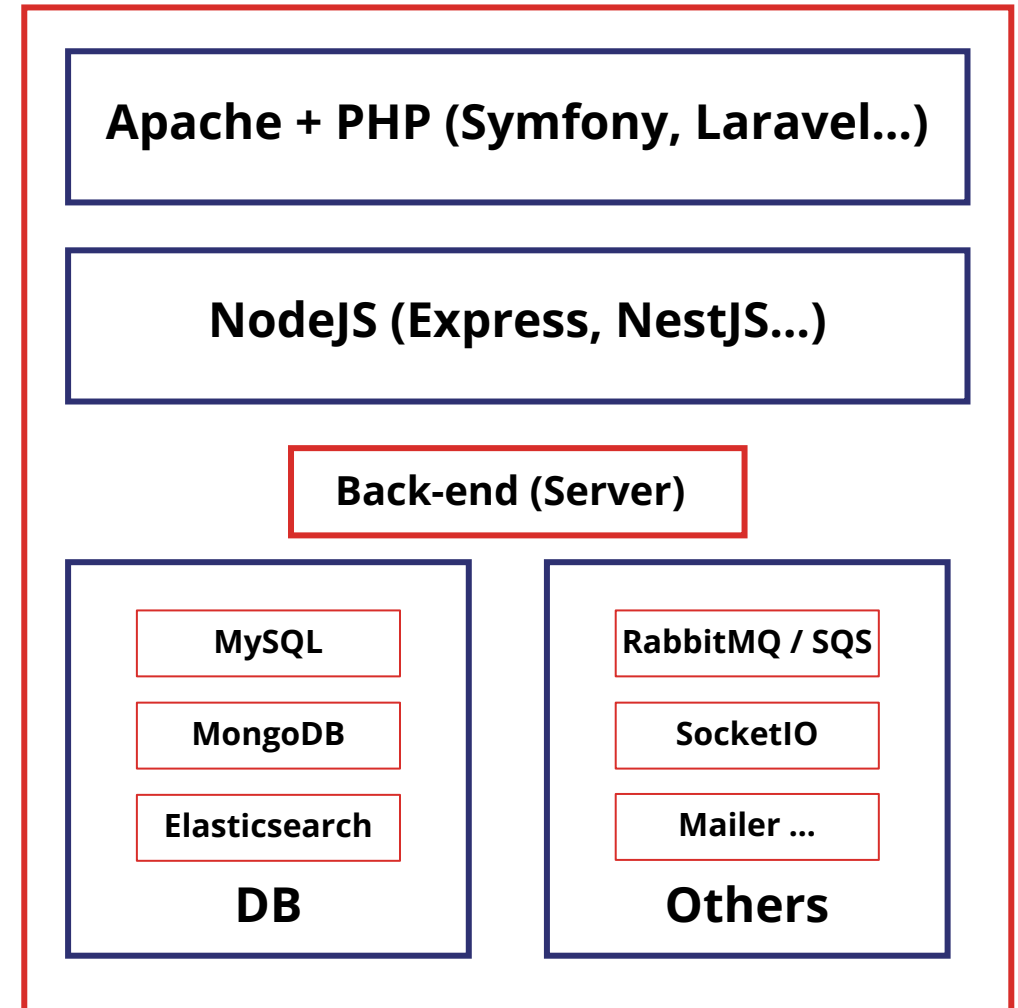 Apache + PHP (Symfony, Laravel...)
NodeJS (Express, NestJS...)
Back-end (Server)
MySQL
MongoDB
Elasticsearch
DB
RabbitMQ / SQS
SocketIO
Mailer ...
Others